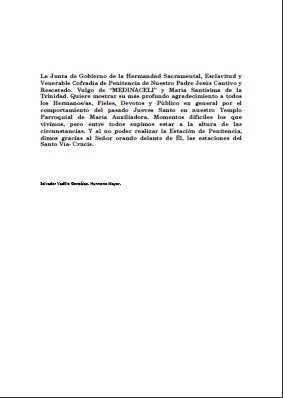 La Junta de Gobierno de la Hermandad Sacramental, Esclavitud y
Venerable Cofradía de Penitencia de Nuestro Padre Jesús Cautivo y
Rescatado. Vulgo de “MEDINACELI” y María Santísima de la
Trinidad. Quiere mostrar su más profundo agradecimiento a todos
los Hermanos/as, Fieles, Devotos y Público en general por el
comportamiento del pasado Jueves Santo en nuestro Templo
Parroquial de María Auxiliadora. Momentos difíciles los que
vivimos, pero entre todos supimos estar a la altura de las
circunstancias. Y al no poder realizar la Estación de Penitencia,
dimos gracias al Señor orando delante de Él, las estaciones del
Santo Vía- Crucis.
Salvador Vadillo González. Hermano Mayor.